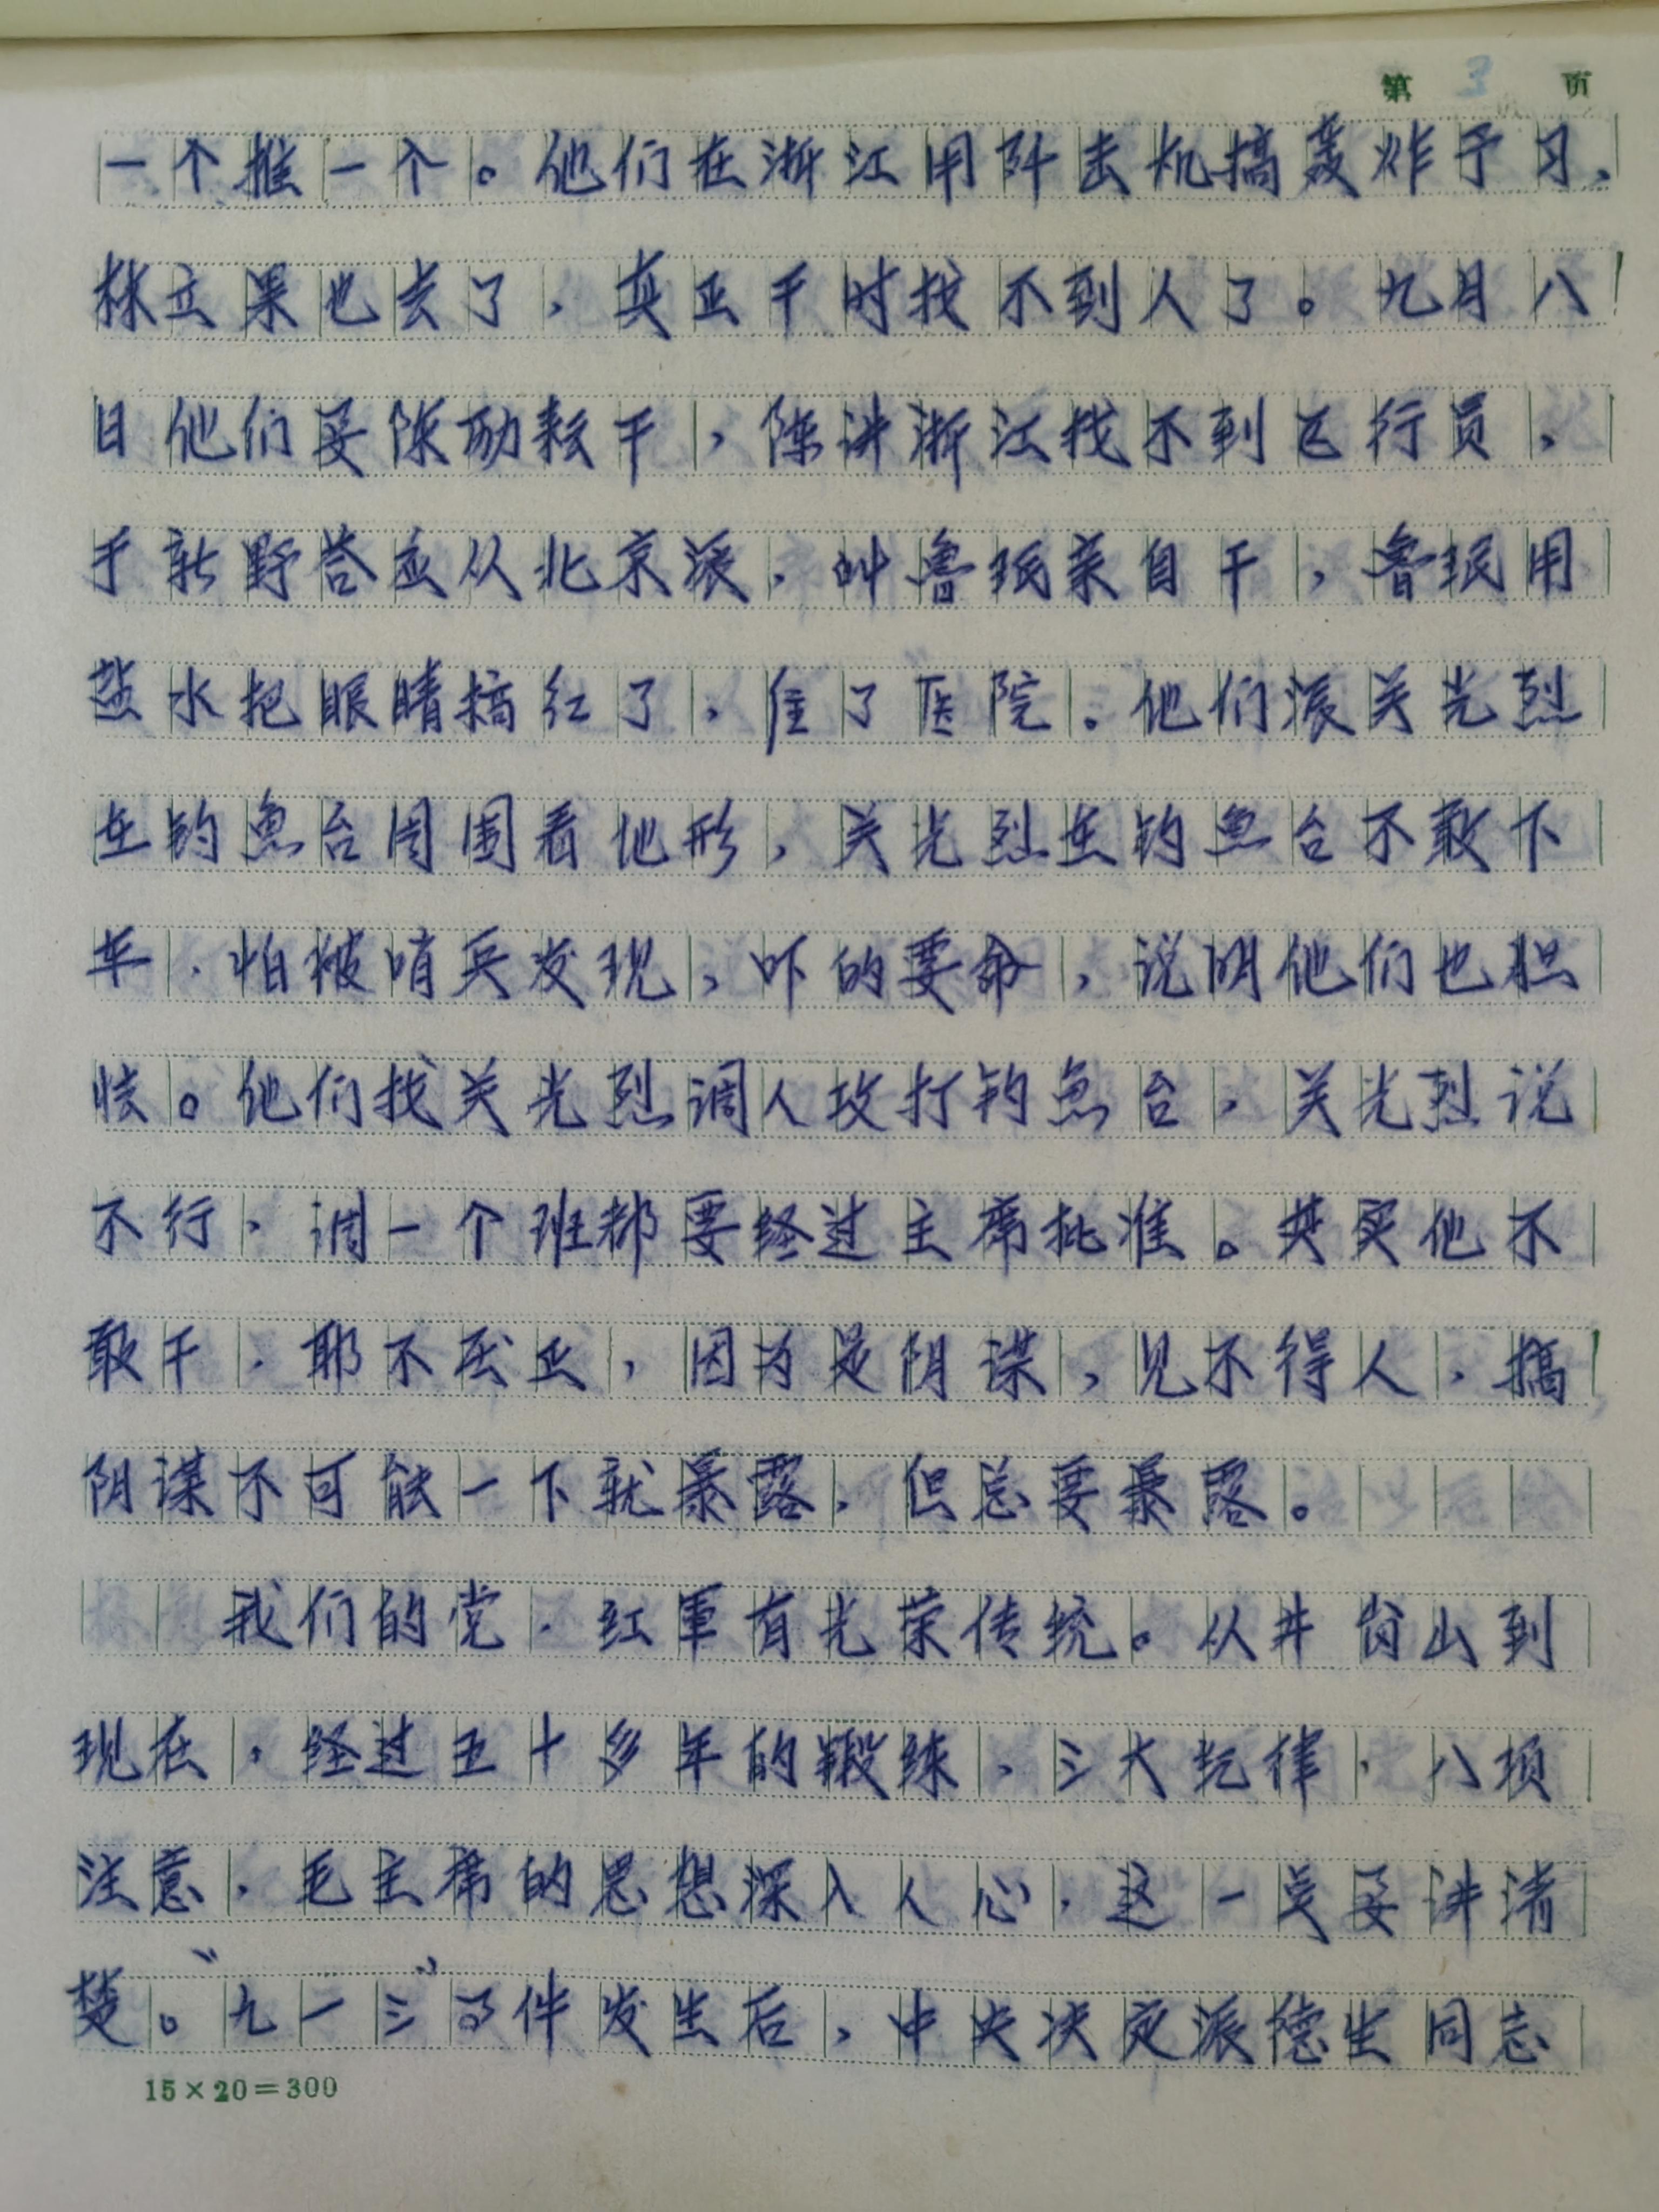 第 3 页
一个推一个。他们在浙江用歼击机搞轰炸予习,
林立果也去了,真正干时找不到人了。九月八
日他们要陈励耘干,陈讲浙江找不到飞行员,
于新野答应从北京派,叫鲁珉亲自干,鲁珉用
盐水把眼睛搞红了,住了医院。他们派关光烈
在钓鱼台周围看地形,关光烈在钓鱼台不敢下
车,怕被哨兵发现,吓的要命,说明他们也担
怯。他们找关光烈调人攻打钓鱼台,关光烈说
不行,调一个班都要经过主席批准。其实他不
敢干,那不反正,因为是阴谋,见不得人,搞
阴谋不可能一下就暴露,但总要暴露。
我们的党,红軍有光荣传统。从井岗山到
现在,经过五十多年的锻练,三大纪律,八项
注意,毛主席的思想深入人心,这一点要讲清
楚。“九一三”事件发生后,中央决定派德生同志
15×20=300